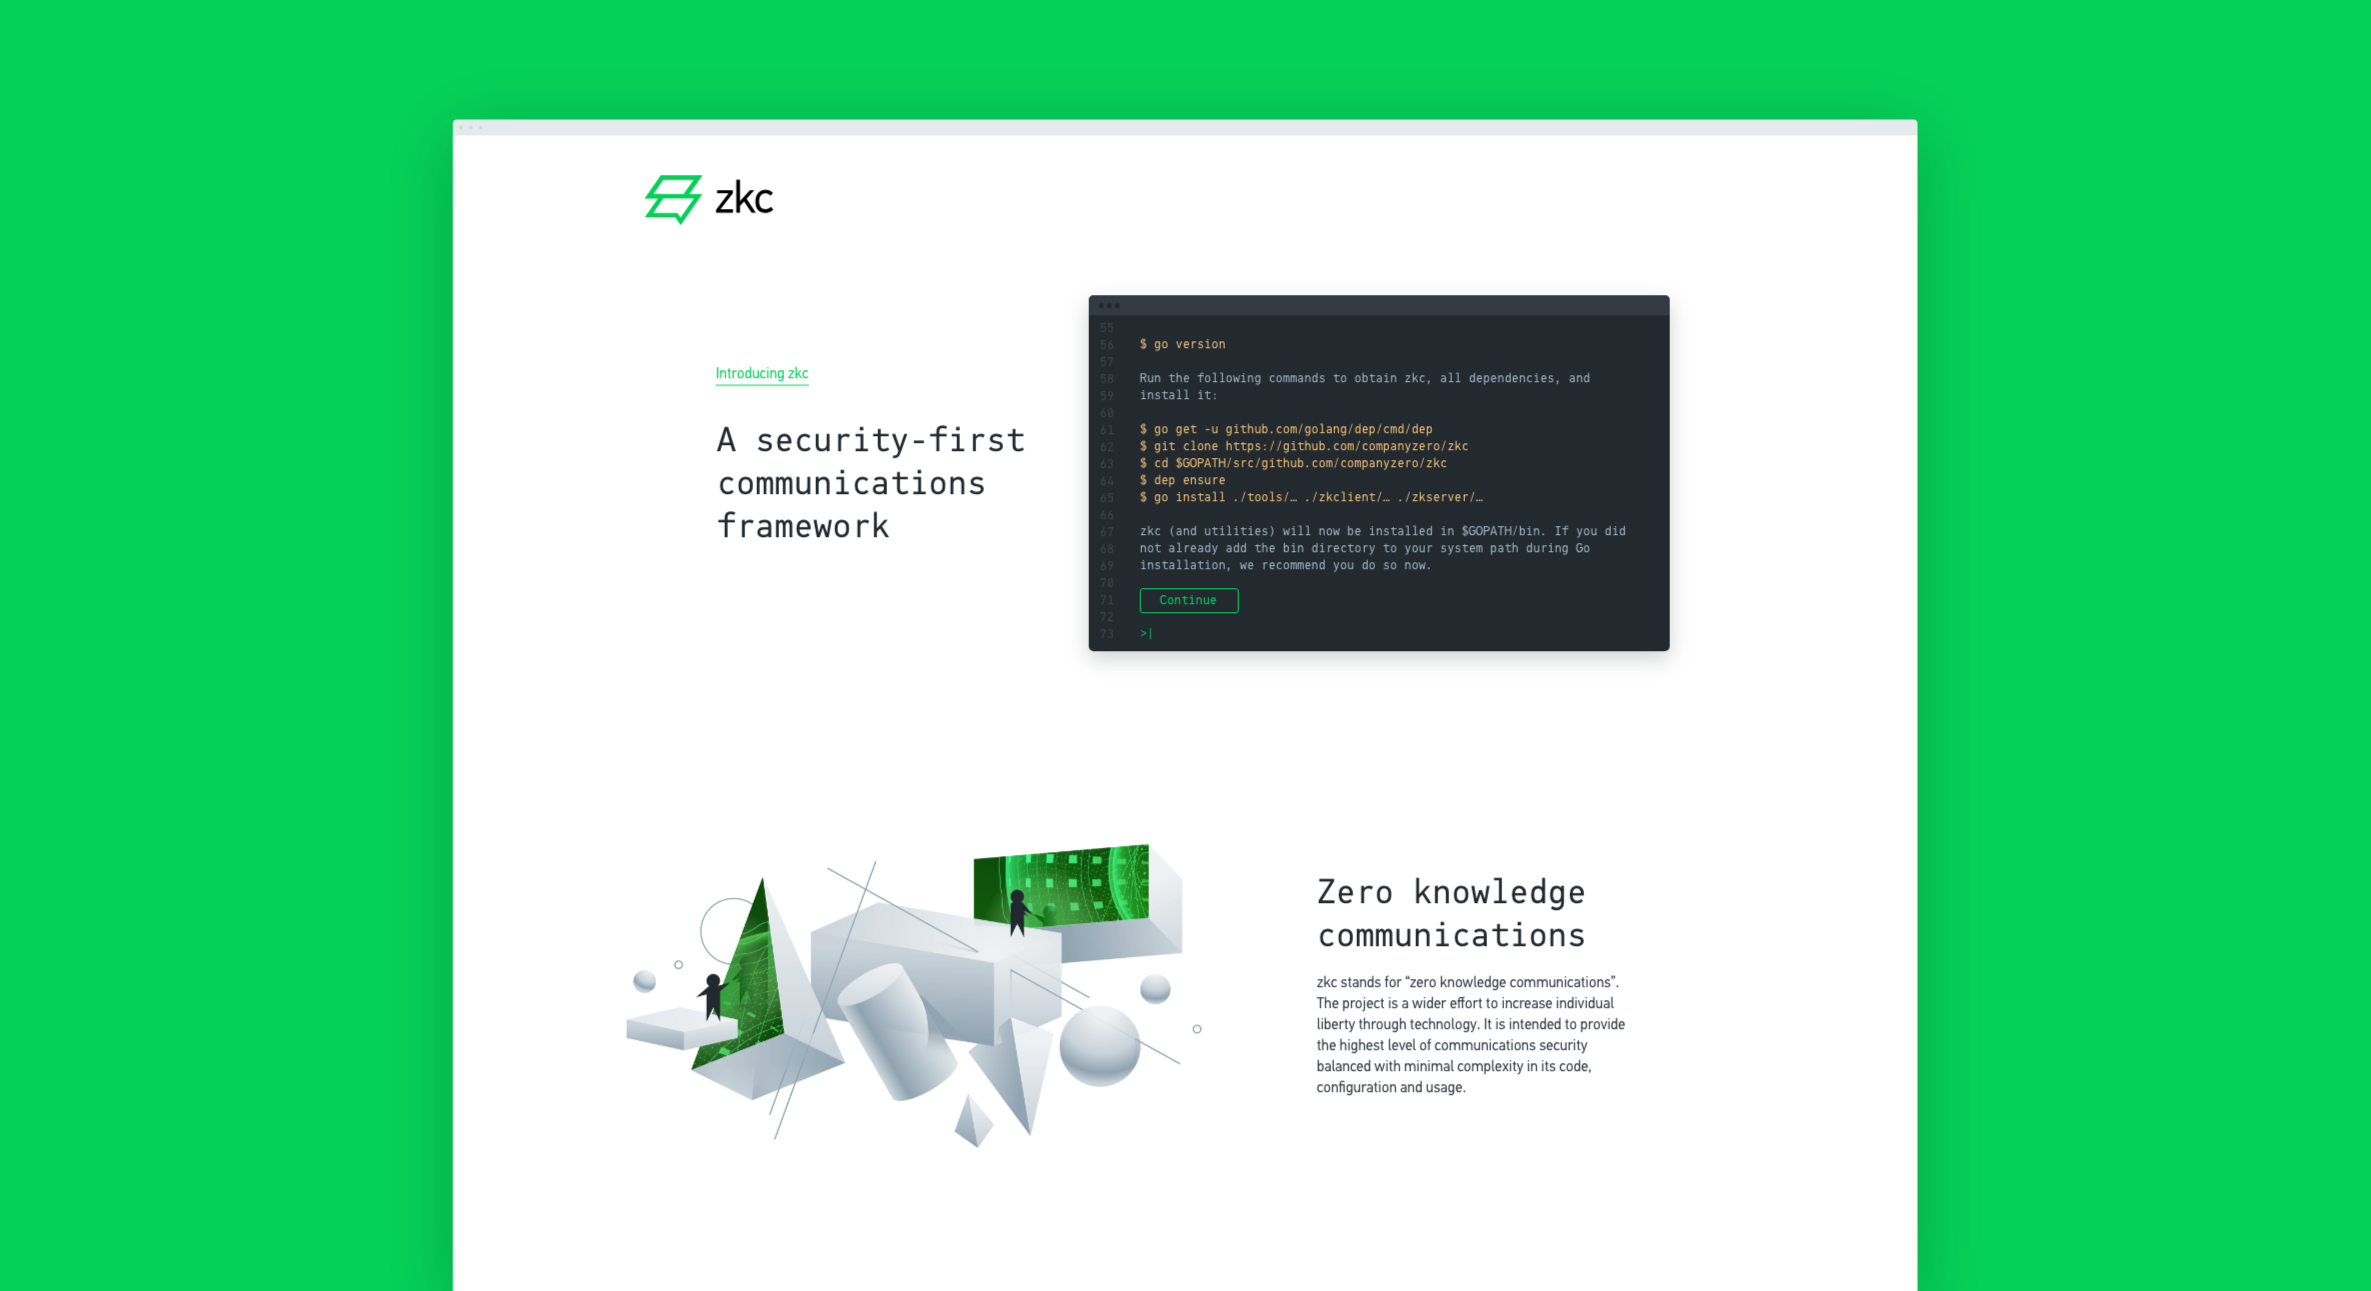 zkc
Introducing zkc
A security-first
communications
framework
55
56 $ go version
57
58 Run the following commands to obtain zkc, all dependencies, and
59 install it:
60
61 $ go get -u github.com/golang/dep/cmd/dep
62 $ git clone https://github.com/companyzero/zkc
63 $ cd $GOPATH/src/github.com/companyzero/zkc
64 $ dep ensure
65 $ go install ./tools/… ./zkclient/… ./zkserver/…
66
67 zkc (and utilities) will now be installed in $GOPATH/bin. If you did
68 not already add the bin directory to your system path during Go
69 installation, we recommend you do so now.
70
71 Continue
72
73 >|
Zero knowledge
communications
zkc stands for “zero knowledge communications”.
The project is a wider effort to increase individual
liberty through technology. It is intended to provide
the highest level of communications security
balanced with minimal complexity in its code,
configuration and usage.